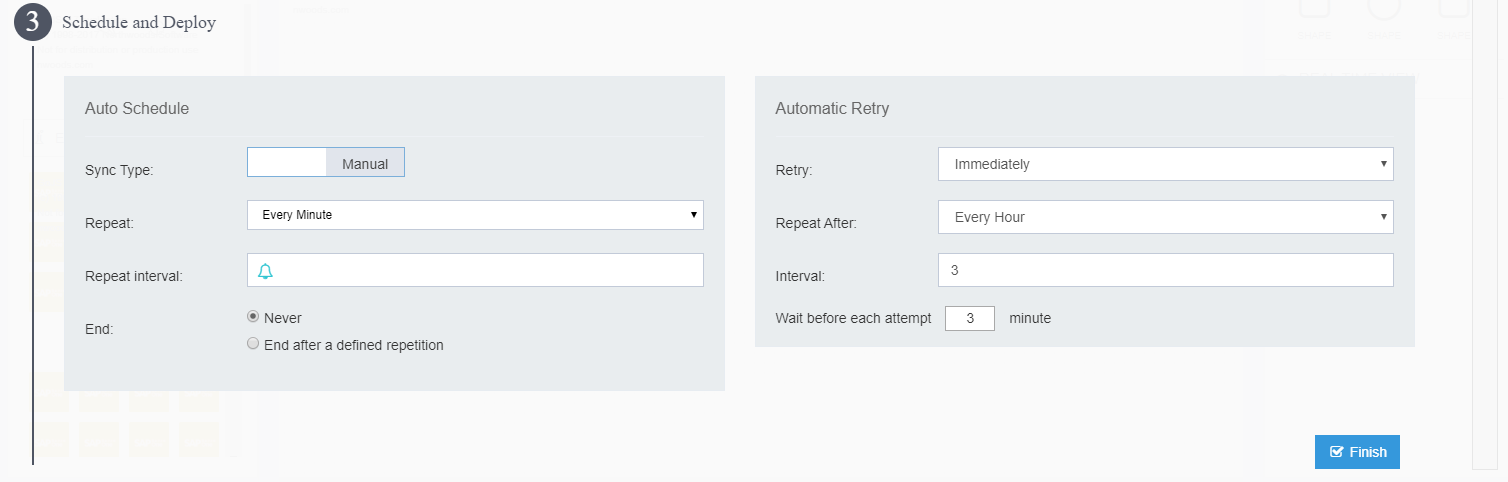 3 Schedule and Deploy
Auto Schedule
Sync Type: Manual
Repeat: Every Minute
Repeat interval:
End: Never
End after a defined repetition
Automatic Retry
Retry: Immediately
Repeat After: Every Hour
Interval: 3
Wait before each attempt 3 minute
Finish